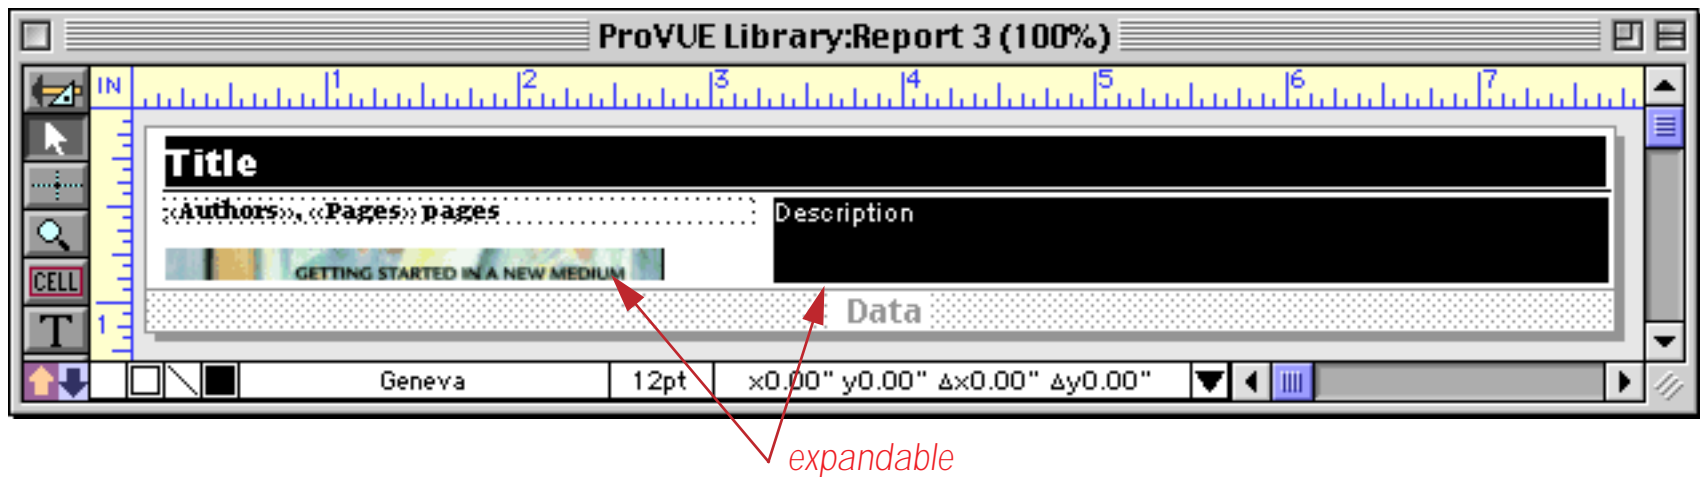 ProVUE Library:Report 3 (100%)
IN 1 2 3 4 5 6 7
Title
«Authors», «Pages» pages
Description
GETTING STARTED IN A NEW MEDIUM
CELL
Data
T 1
Geneva 12pt x0.00" y0.00" Δx0.00" Δy0.00"
expandable